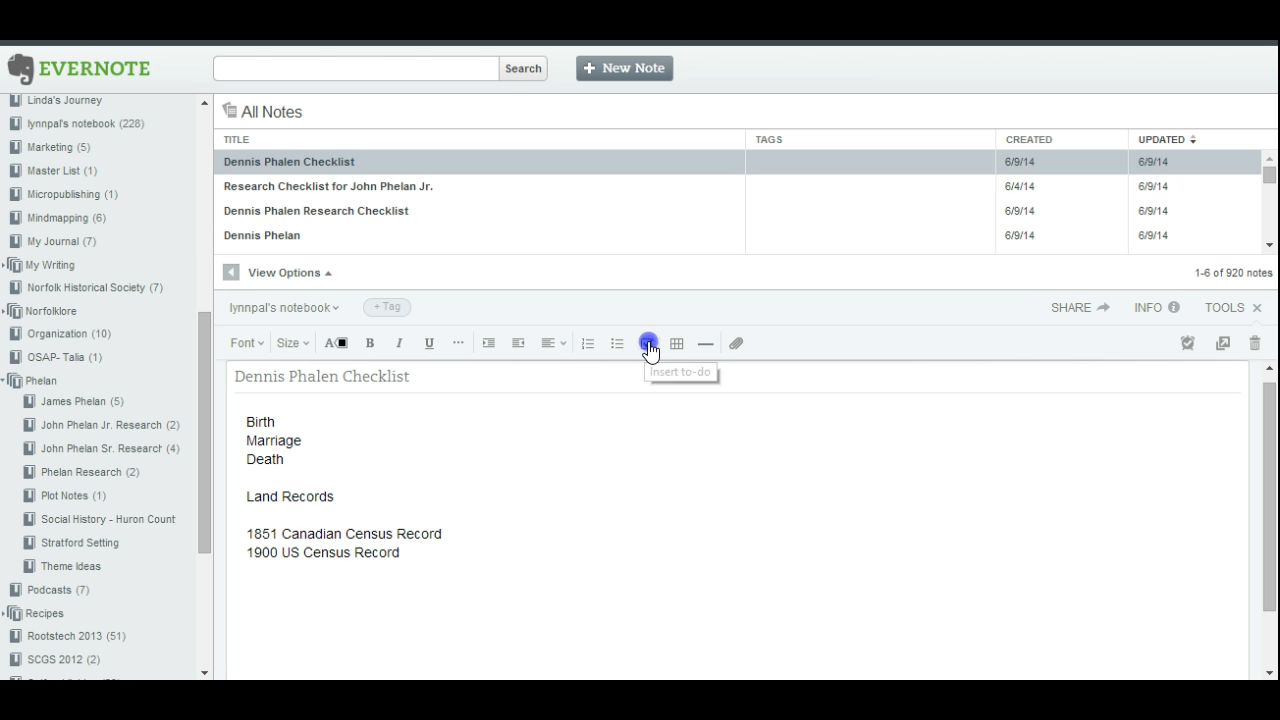 EVERNOTE
Search
+ New Note
Linda's Journey
lynnpal's notebook (228)
Marketing (5)
Master List (1)
Micropublishing (1)
Mindmapping (6)
My Journal (7)
My Writing
Norfolk Historical Society (7)
Norfolklore
Organization (10)
OSAP- Talia (1)
Phelan
James Phelan (5)
John Phelan Jr. Research (2)
John Phelan Sr. Research (4)
Phelan Research (2)
Plot Notes (1)
Social History - Huron Count
Stratford Setting
Theme Ideas
Podcasts (7)
Recipes
Rootstech 2013 (51)
SCGS 2012 (2)
All Notes
TITLE TAGS CREATED UPDATED
Dennis Phalen Checklist 6/9/14 6/9/14
Research Checklist for John Phelan Jr. 6/4/14 6/9/14
Dennis Phalen Research Checklist 6/9/14 6/9/14
Dennis Phelan 6/9/14 6/9/14
View Options 1-6 of 920 notes
lynnpal's notebook + Tag SHARE INFO TOOLS
Font Size A B I U
Insert to-do
Dennis Phalen Checklist
Birth
Marriage
Death
Land Records
1851 Canadian Census Record
1900 US Census Record